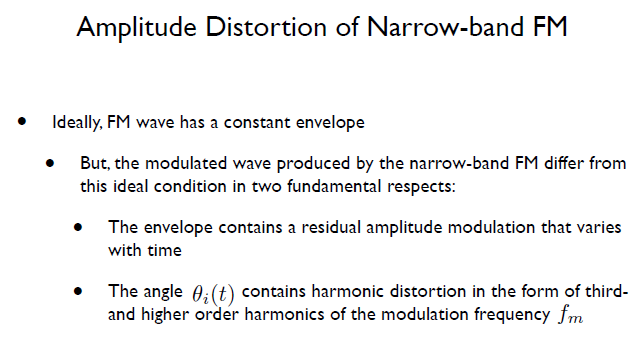 Amplitude Distortion of Narrow-band FM
• Ideally, FM wave has a constant envelope
• But, the modulated wave produced by the narrow-band FM differ from
this ideal condition in two fundamental respects:
• The envelope contains a residual amplitude modulation that varies
with time
• The angle θᵢ(t) contains harmonic distortion in the form of third-
and higher order harmonics of the modulation frequency fₘ